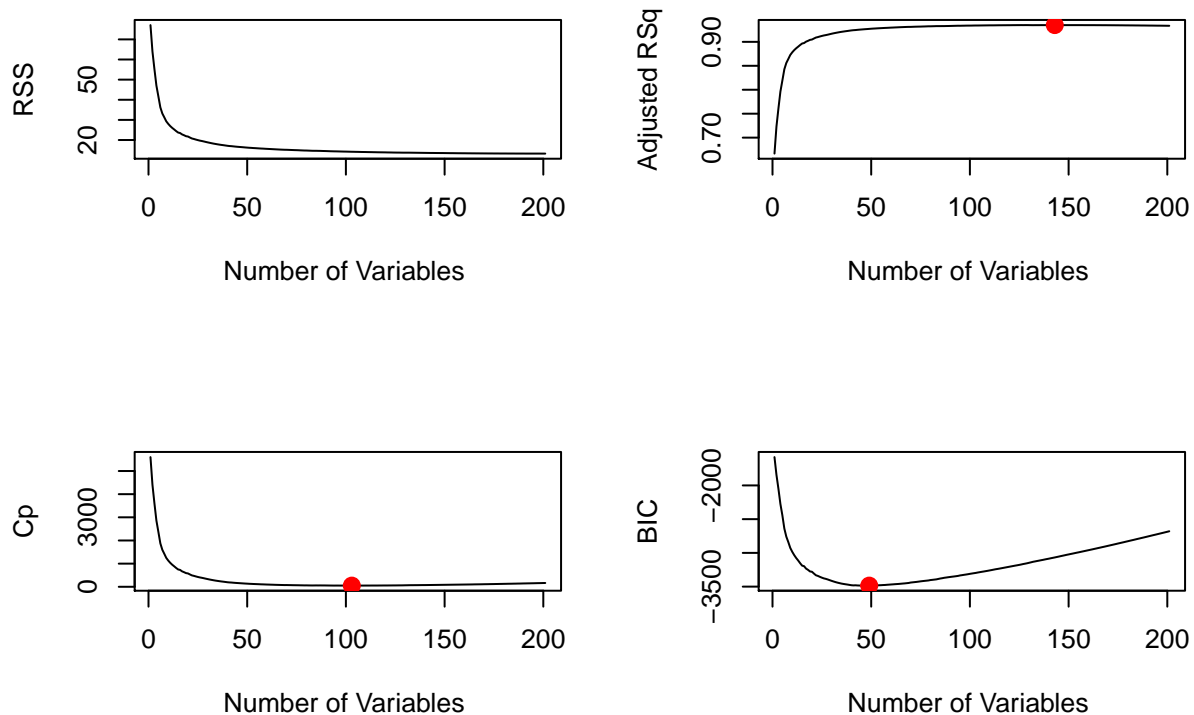 RSS
20 50
0 50 100 150 200
Number of Variables
Adjusted RSq
0.70 0.90
0 50 100 150 200
Number of Variables
Cp
0 3000
0 50 100 150 200
Number of Variables
BIC
−3500 −2000
0 50 100 150 200
Number of Variables